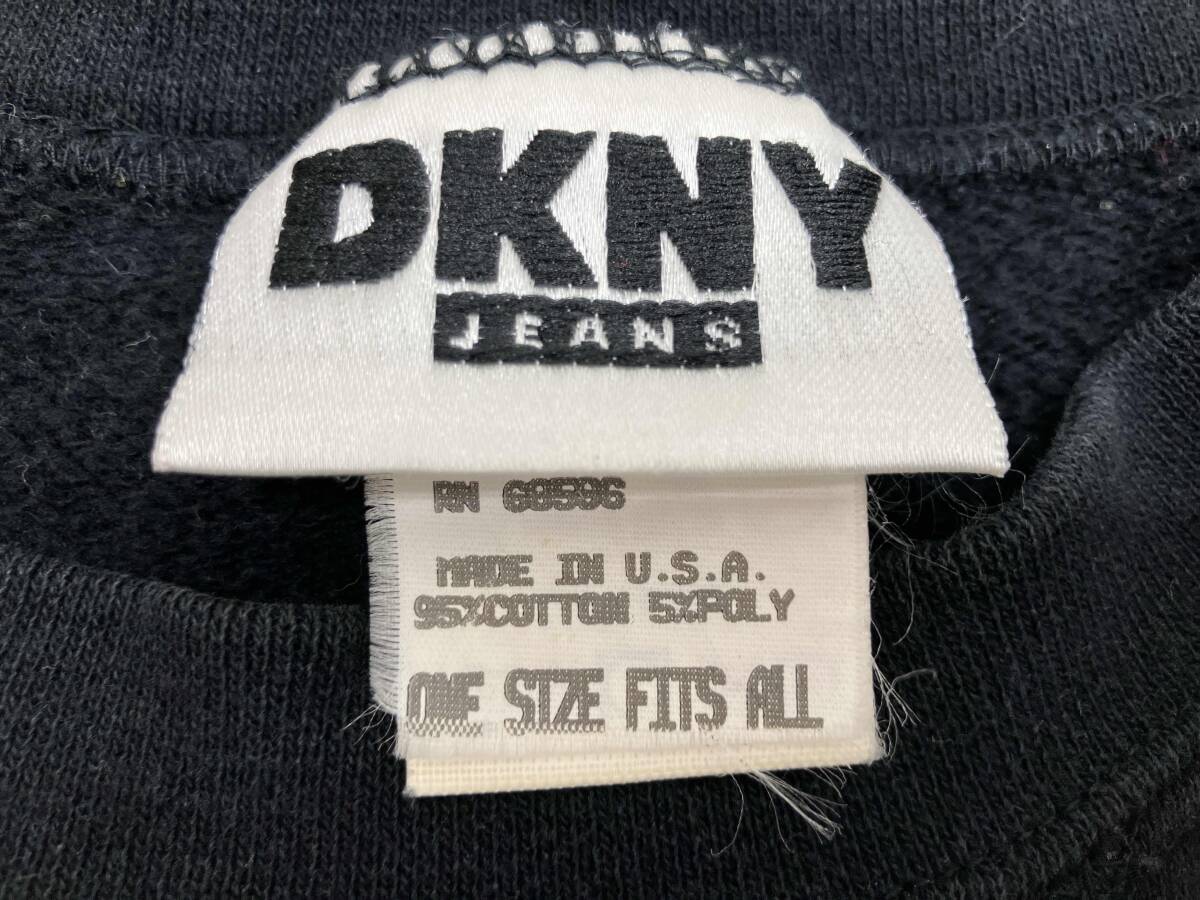 DKNY
JEANS
RN 68596
MADE IN U.S.A.
95%COTTON 5%POLY
ONE SIZE FITS ALL